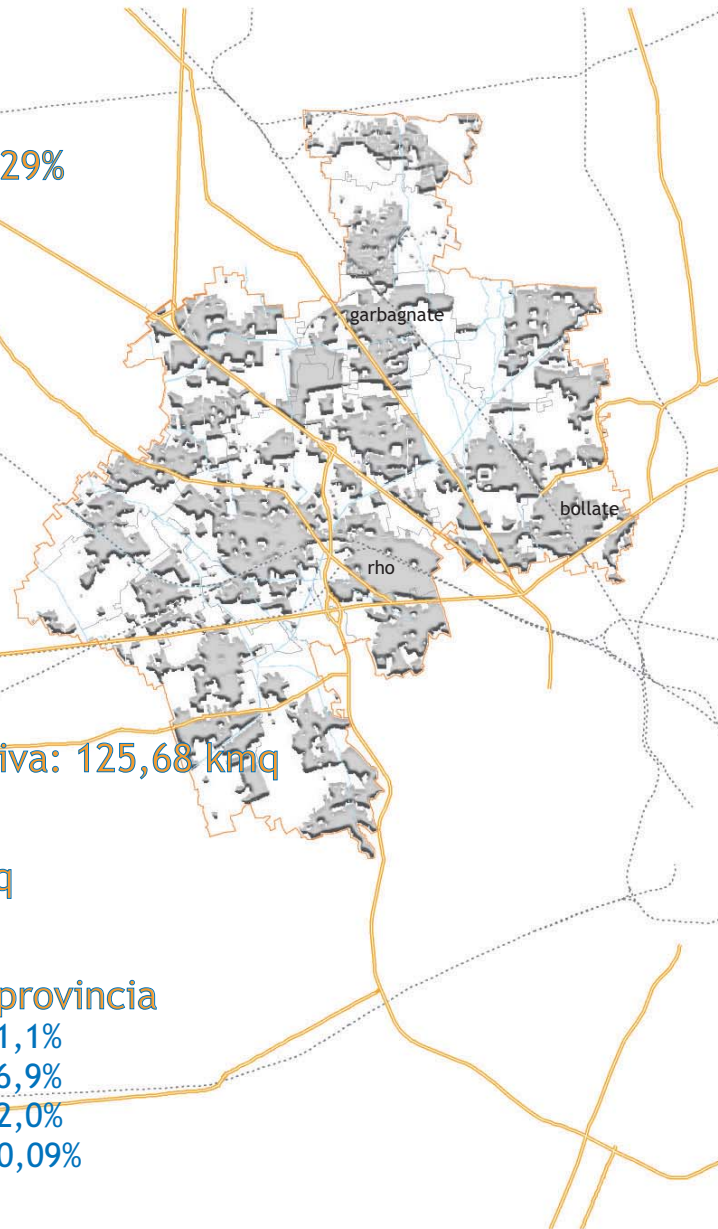 29%
garbagnate
bollate
rho
iva: 125,68 kmq
q
provincia
1,1%
6,9%
2,0%
0,09%